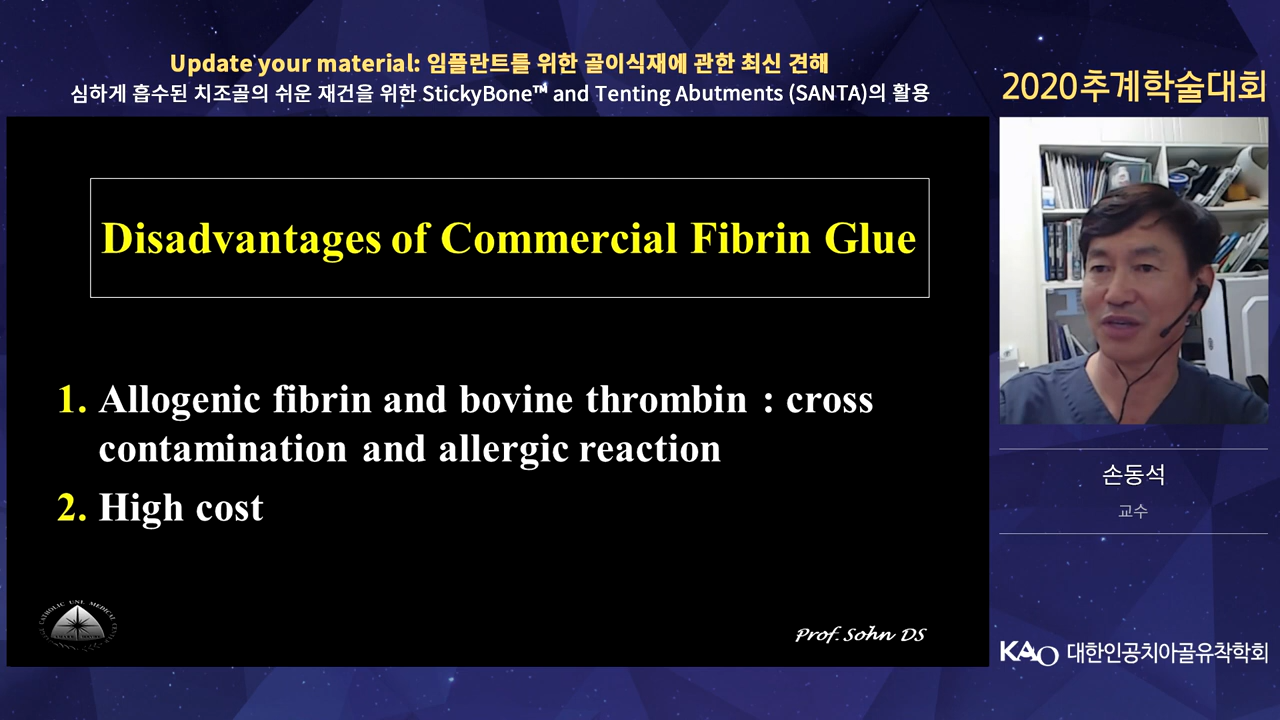 Update your material: 임플란트를 위한 골이식재에 관한 최신 견해
심하게 흡수된 치조골의 쉬운 재건을 위한 StickyBone™ and Tenting Abutments (SANTA)의 활용
2020추계학술대회
Disadvantages of Commercial Fibrin Glue
1. Allogenic fibrin and bovine thrombin : cross
contamination and allergic reaction
2. High cost
Prof. Sohn DS
손동석
교수
KAO 대한인공치아골유착학회